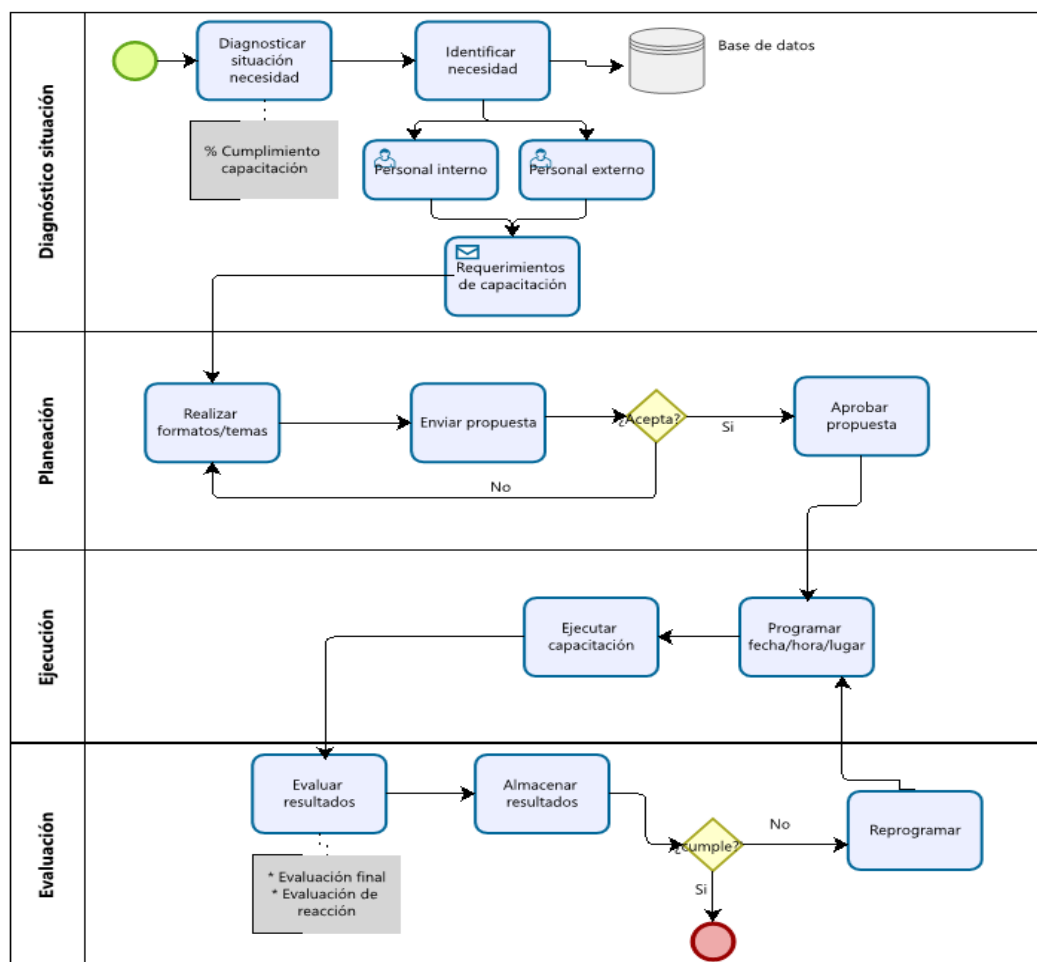 Diagnóstico situación
Diagnosticar
situación
necesidad
Identificar
necesidad
Base de datos
% Cumplimiento
capacitación
Personal interno
Personal externo
Requerimientos
de capacitación
Planeación
Realizar
formatos/temas
Enviar propuesta
¿Acepta?
Si
Aprobar
propuesta
No
Ejecución
Ejecutar
capacitación
Programar
fecha/hora/lugar
Evaluación
Evaluar
resultados
Almacenar
resultados
¿cumple?
No
Reprogramar
Si
* Evaluación final
* Evaluación de
reacción